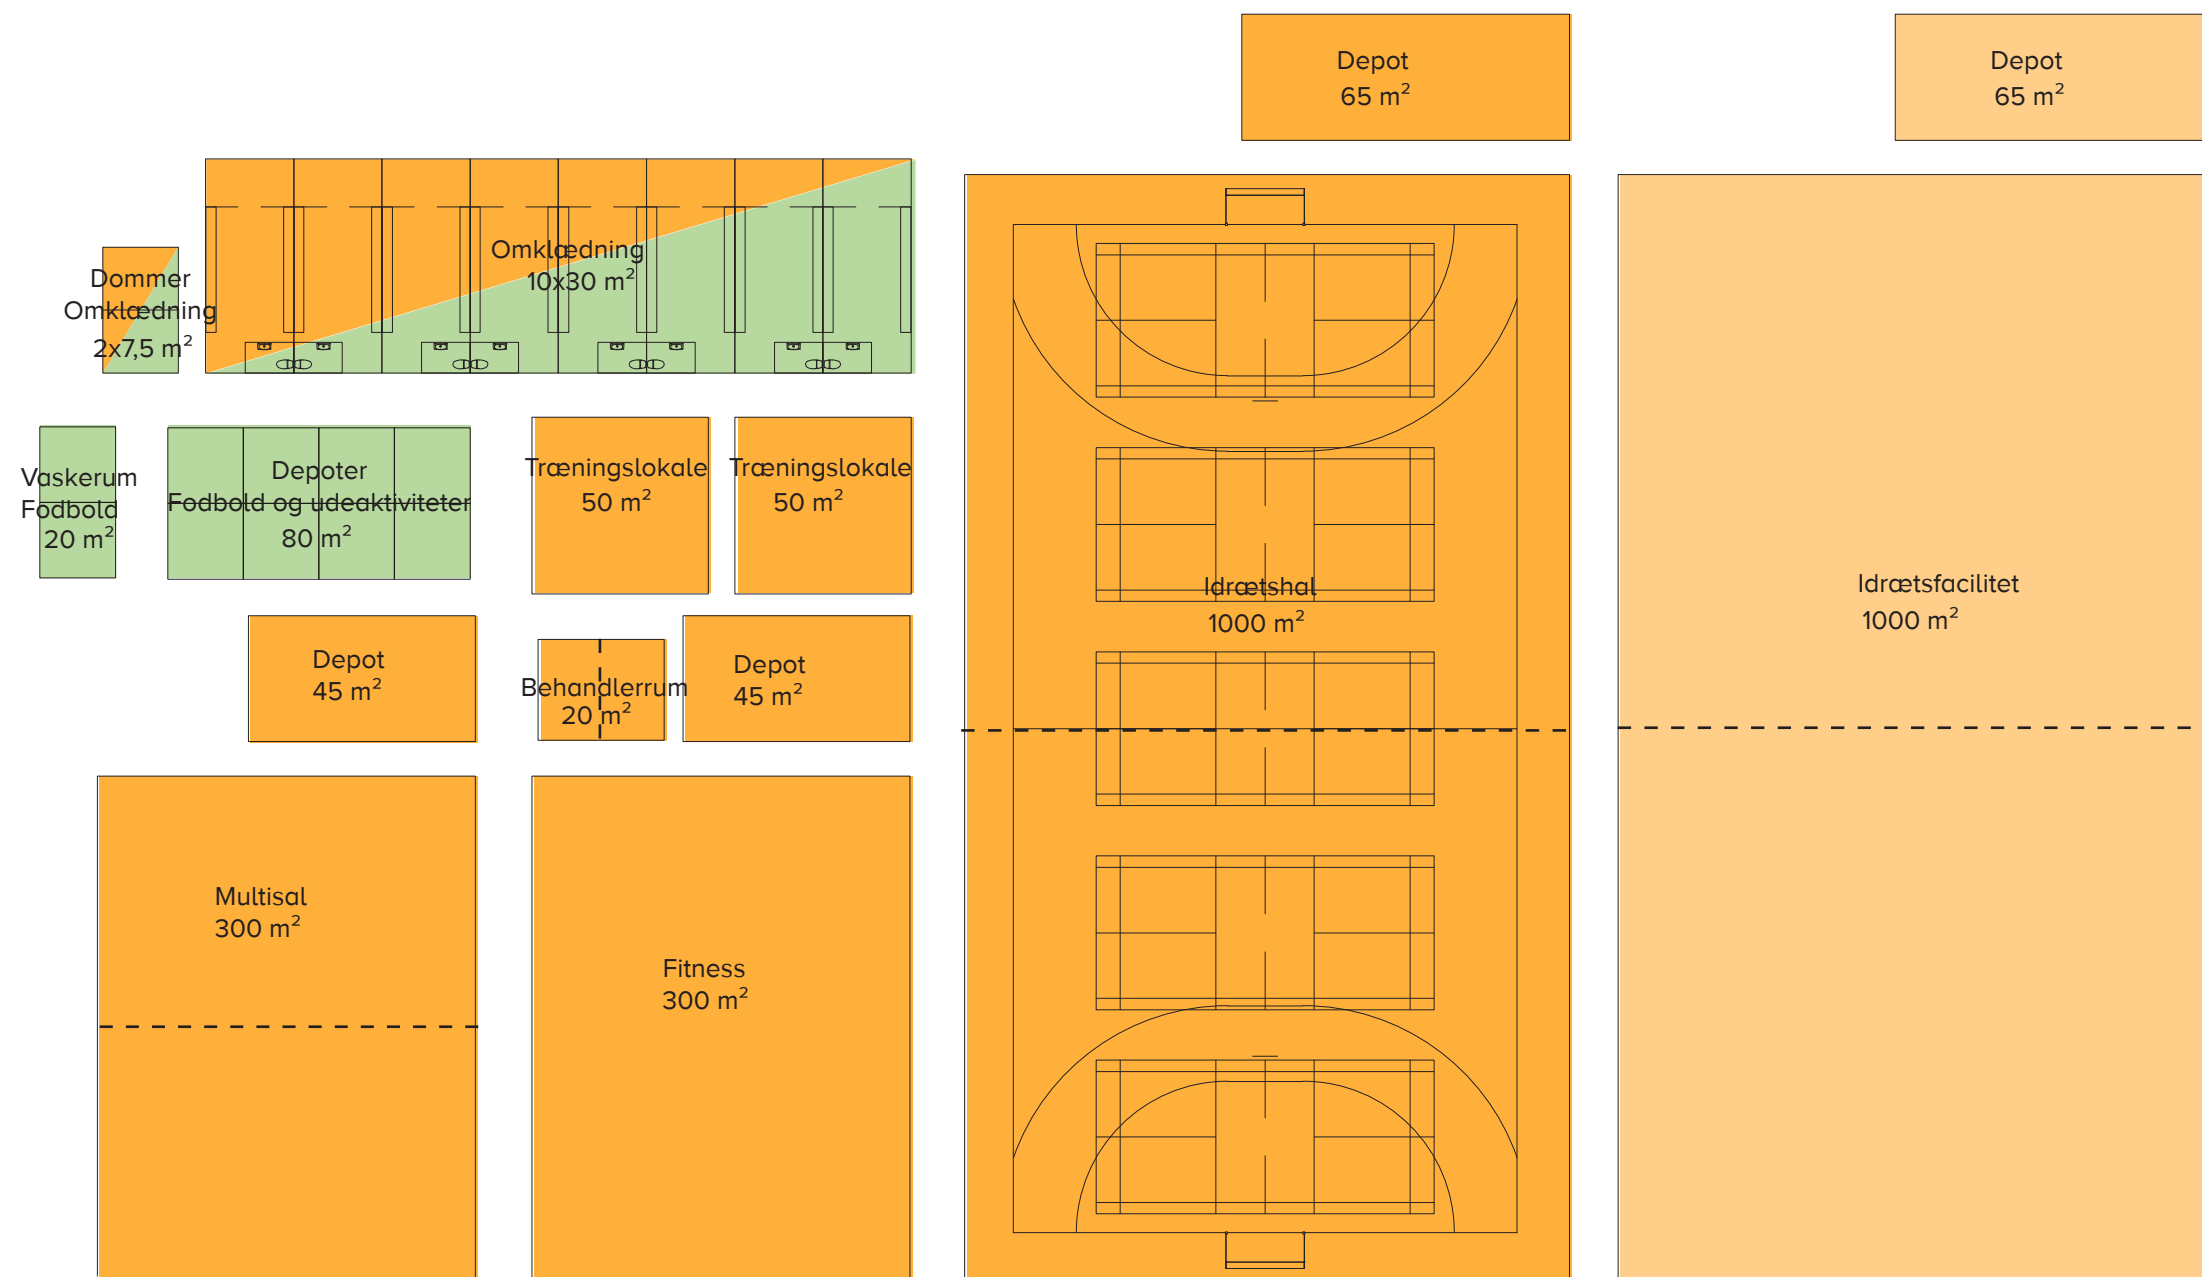 Depot
65 m²
Depot
65 m²
Omklædning
10x30 m²
Dommer
Omklædning
2x7,5 m²
Vaskerum
Fodbold
20 m²
Depoter
Fodbold og udeaktiviteter
80 m²
Træningslokale
50 m²
Træningslokale
50 m²
Idrætshal
1000 m²
Idrætsfacilitet
1000 m²
Depot
45 m²
Behandlerrum
20 m²
Depot
45 m²
Multisal
300 m²
Fitness
300 m²